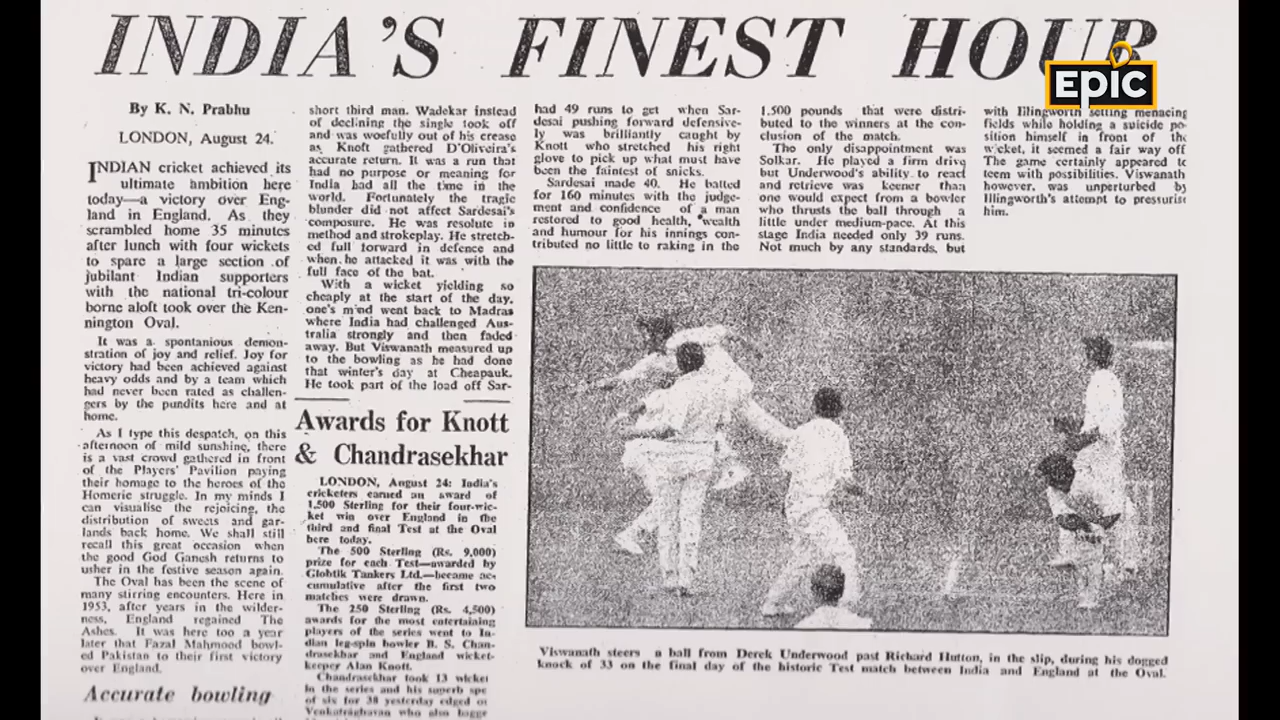 INDIA'S FINEST HOUR
EPIC
By K. N. Prabhu
LONDON, August 24.
INDIAN cricket achieved its
ultimate ambition here
today—a victory over Eng-
land in England. As they
scrambled home 35 minutes
after lunch with four wickets
to spare a large section of
jubilant Indian supporters
with the national tri-colour
borne aloft took over the Ken-
nington Oval.
It was a spontanious demon-
stration of joy and relief. Joy for
victory had been achieved against
heavy odds and by a team which
had never been rated as challen-
gers by the pundits here and at
home.
As I type this despatch, on this
afternoon of mild sunshine, there
is a vast crowd gathered in front
of the Players' Pavilion paying
their homage to the heroes of the
Homeric struggle. In my minds I
can visualise the rejoicing, the
distribution of sweets and gar-
lands back home. We shall still
recall this great occasion when
the good God Ganesh returns to
usher in the festive season again.
The Oval has been the scene of
many stirring encounters. Here in
1953, after years in the wilder-
ness, England regained The
Ashes. It was here too a year
later that Fazal Mahmood bowl-
ed Pakistan to their first victory
over England.
Accurate bowling
short third man. Wadekar instead
of declining the single took off
and was woefully out of his crease
as Knott gathered D'Oliveira's
accurate return. It was a run that
had no purpose or meaning for
India had all the time in the
world. Fortunately the tragic
blunder did not affect Sardesai's
composure. He was resolute in
method and strokeplay. He stretch-
ed full forward in defence and
when he attacked it was with the
full face of the bat.
With a wicket yielding so
cheaply at the start of the day,
one's mind went back to Madras
where India had challenged Aus-
tralia strongly and then faded
away. But Viswanath measured up
to the bowling as he had done
that winter's day at Chepauk.
He took part of the load off Sar-
Awards for Knott
& Chandrasekhar
LONDON, August 24: India's
cricketers earned an award of
1,500 Sterling for their four-wic-
ket win over England in the
third and final Test at the Oval
here today.
The 500 Sterling (Rs. 9,000)
prize for each Test—awarded by
Globtik Tankers Ltd.—became ac-
cumulative after the first two
matches were drawn.
The 250 Sterling (Rs. 4,500)
awards for the most entertaining
players of the series went to In-
dian leg-spin bowler B. S. Chan-
drasekhar and England wicket-
keeper Alan Knott.
Chandrasekhar took 13 wicket
in the series and his superb spe
of six for 38 yesterday edged ou
Venkatraghavan who also bagge
had 49 runs to get when Sar-
desai pushing forward defensive-
ly was brilliantly caught by
Knott who stretched his right
glove to pick up what must have
been the faintest of snicks.
Sardesai made 40. He batted
for 160 minutes with the judge-
ment and confidence of a man
restored to good health, wealth
and humour for his innings con-
tributed no little to raking in the
1,500 pounds that were distri-
buted to the winners at the con-
clusion of the match.
Tho only disappointment was
Solkar. He played a firm drive
but Underwood's ability to react
and retrieve was keener than
one would expect from a bowler
who thrusts the ball through a
little under medium-pace. At this
stage India needed only 39 runs.
Not much by any standards, but
with Illingworth setting menacing
fields while holding a suicide po-
sition himself in front of the
wicket, it seemed a fair way off
The game certainly appeared to
teem with possibilities. Viswanath
however, was unperturbed by
Illingworth's attempt to pressurise
him.
Viswanath steers a ball from Derek Underwood past Richard Hutton, in the slip, during his dogged
knock of 33 on the final day of the historic Test match between India and England at the Oval.